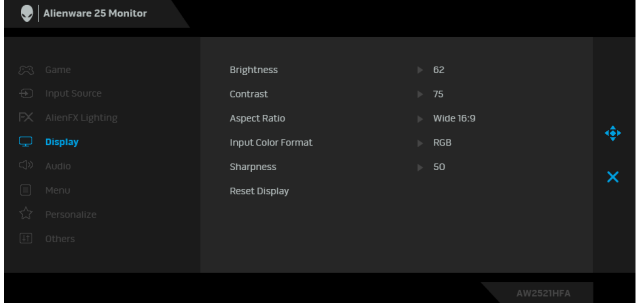 Alienware 25 Monitor
Game
Input Source
FX AlienFX Lighting
Display
Audio
Menu
Personalize
Others
Brightness 62
Contrast 75
Aspect Ratio Wide 16:9
Input Color Format RGB
Sharpness 50
Reset Display
AW2521HFA